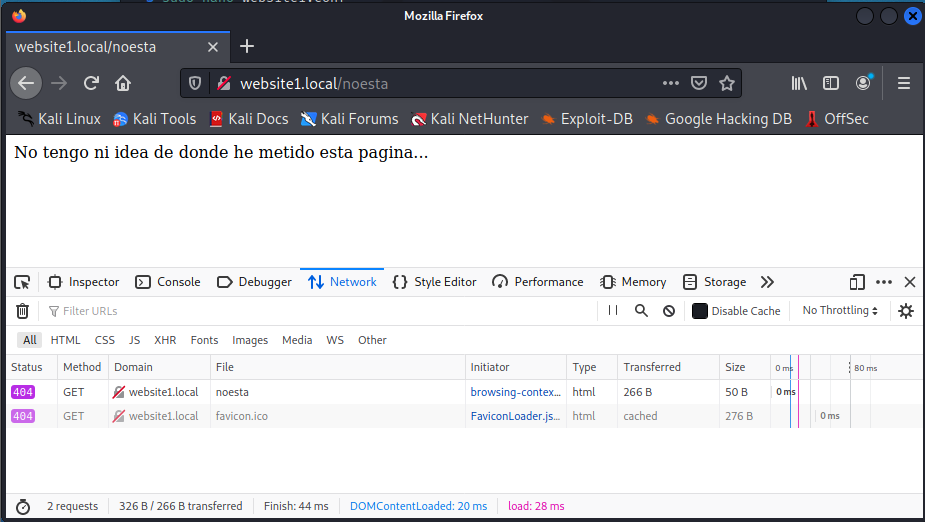 sudo nano website1.conf
Mozilla Firefox
website1.local/noesta
website1.local/noesta
Kali Linux Kali Tools Kali Docs Kali Forums Kali NetHunter Exploit-DB Google Hacking DB OffSec
No tengo ni idea de donde he metido esta pagina...
Inspector Console Debugger Network Style Editor Performance Memory Storage
Filter URLs Disable Cache No Throttling
All HTML CSS JS XHR Fonts Images Media WS Other
Status Method Domain File Initiator Type Transferred Size 0 ms 80 ms
404 GET website1.local noesta browsing-contex... html 266 B 50 B 0 ms
404 GET website1.local favicon.ico FaviconLoader.js... html cached 276 B 0 ms
2 requests 326 B / 266 B transferred Finish: 44 ms DOMContentLoaded: 20 ms load: 28 ms